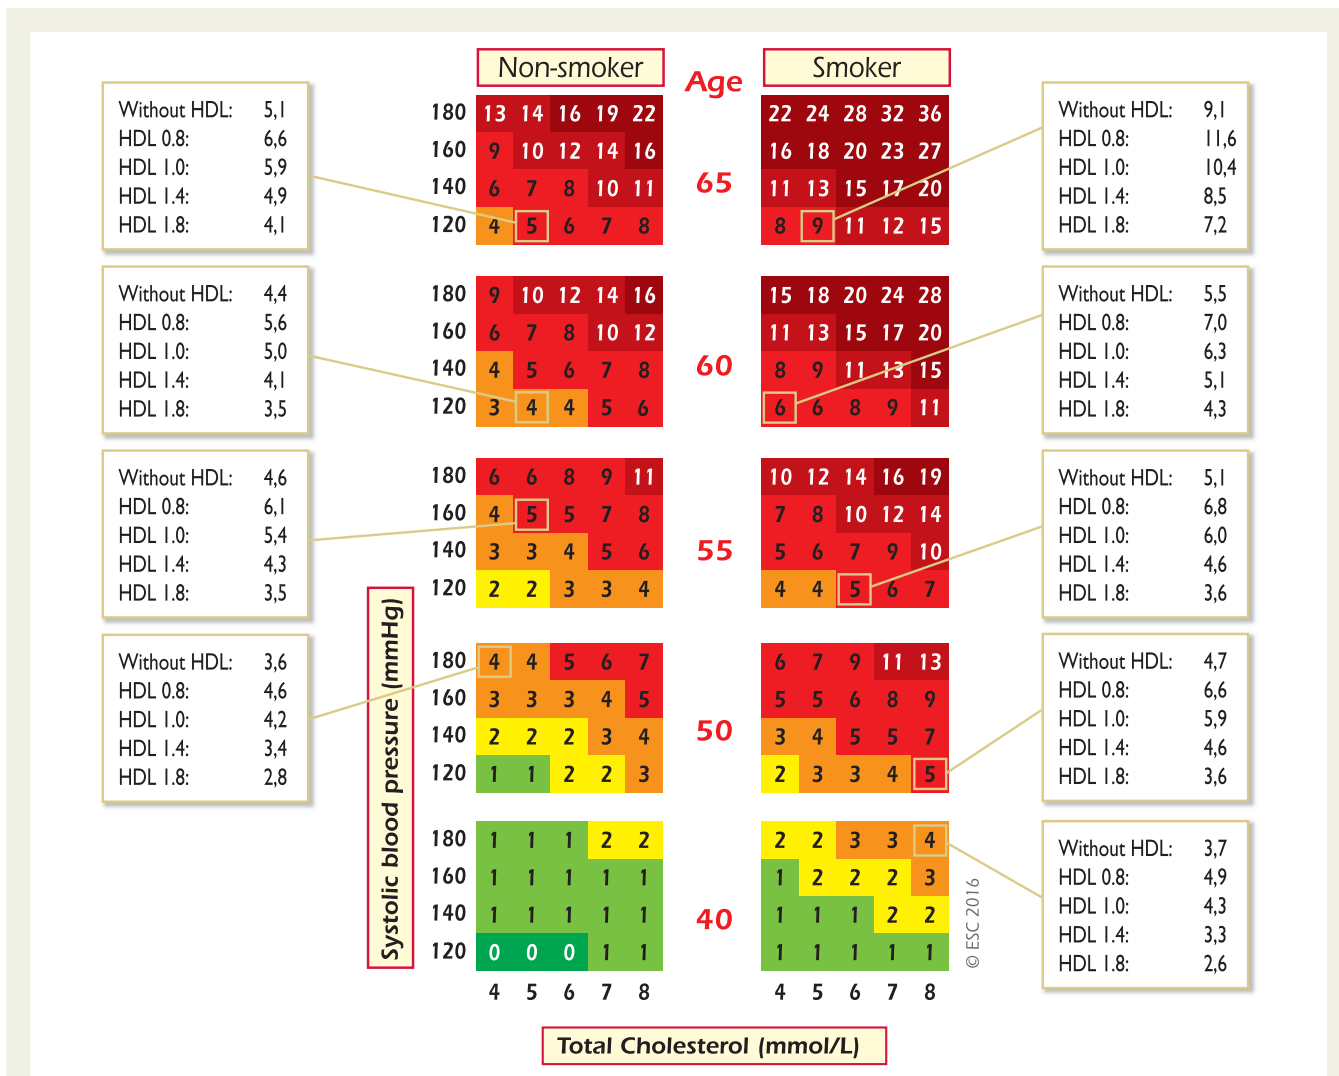 Non-smoker Age Smoker
Without HDL: 5,1
HDL 0.8: 6,6
HDL 1.0: 5,9
HDL 1.4: 4,9
HDL 1.8: 4,1
180 13 14 16 19 22 22 24 28 32 36
160 9 10 12 14 16 16 18 20 23 27
65
140 6 7 8 10 11 11 13 15 17 20
120 4 5 6 7 8 8 9 11 12 15
Without HDL: 9,1
HDL 0.8: 11,6
HDL 1.0: 10,4
HDL 1.4: 8,5
HDL 1.8: 7,2
Without HDL: 4,4
HDL 0.8: 5,6
HDL 1.0: 5,0
HDL 1.4: 4,1
HDL 1.8: 3,5
180 9 10 12 14 16 15 18 20 24 28
160 6 7 8 10 12 11 13 15 17 20
60
140 4 5 6 7 8 8 9 11 13 15
120 3 4 4 5 6 6 6 8 9 11
Without HDL: 5,5
HDL 0.8: 7,0
HDL 1.0: 6,3
HDL 1.4: 5,1
HDL 1.8: 4,3
Without HDL: 4,6
HDL 0.8: 6,1
HDL 1.0: 5,4
HDL 1.4: 4,3
HDL 1.8: 3,5
180 6 6 8 9 11 10 12 14 16 19
160 4 5 5 7 8 7 8 10 12 14
55
140 3 3 4 5 6 5 6 7 9 10
120 2 2 3 3 4 4 4 5 6 7
Without HDL: 5,1
HDL 0.8: 6,8
HDL 1.0: 6,0
HDL 1.4: 4,6
HDL 1.8: 3,6
Without HDL: 3,6
HDL 0.8: 4,6
HDL 1.0: 4,2
HDL 1.4: 3,4
HDL 1.8: 2,8
Systolic blood pressure (mmHg)
180 4 4 5 6 7 6 7 9 11 13
160 3 3 3 4 5 5 5 6 8 9
50
140 2 2 2 3 4 3 4 5 5 7
120 1 1 2 2 3 2 3 3 4 5
Without HDL: 4,7
HDL 0.8: 6,6
HDL 1.0: 5,9
HDL 1.4: 4,6
HDL 1.8: 3,6
180 1 1 1 2 2 2 2 3 3 4
160 1 1 1 1 1 1 2 2 2 3
40
140 1 1 1 1 1 1 1 1 2 2
120 0 0 0 1 1 1 1 1 1 1
© ESC 2016
Without HDL: 3,7
HDL 0.8: 4,9
HDL 1.0: 4,3
HDL 1.4: 3,3
HDL 1.8: 2,6
4 5 6 7 8 4 5 6 7 8
Total Cholesterol (mmol/L)